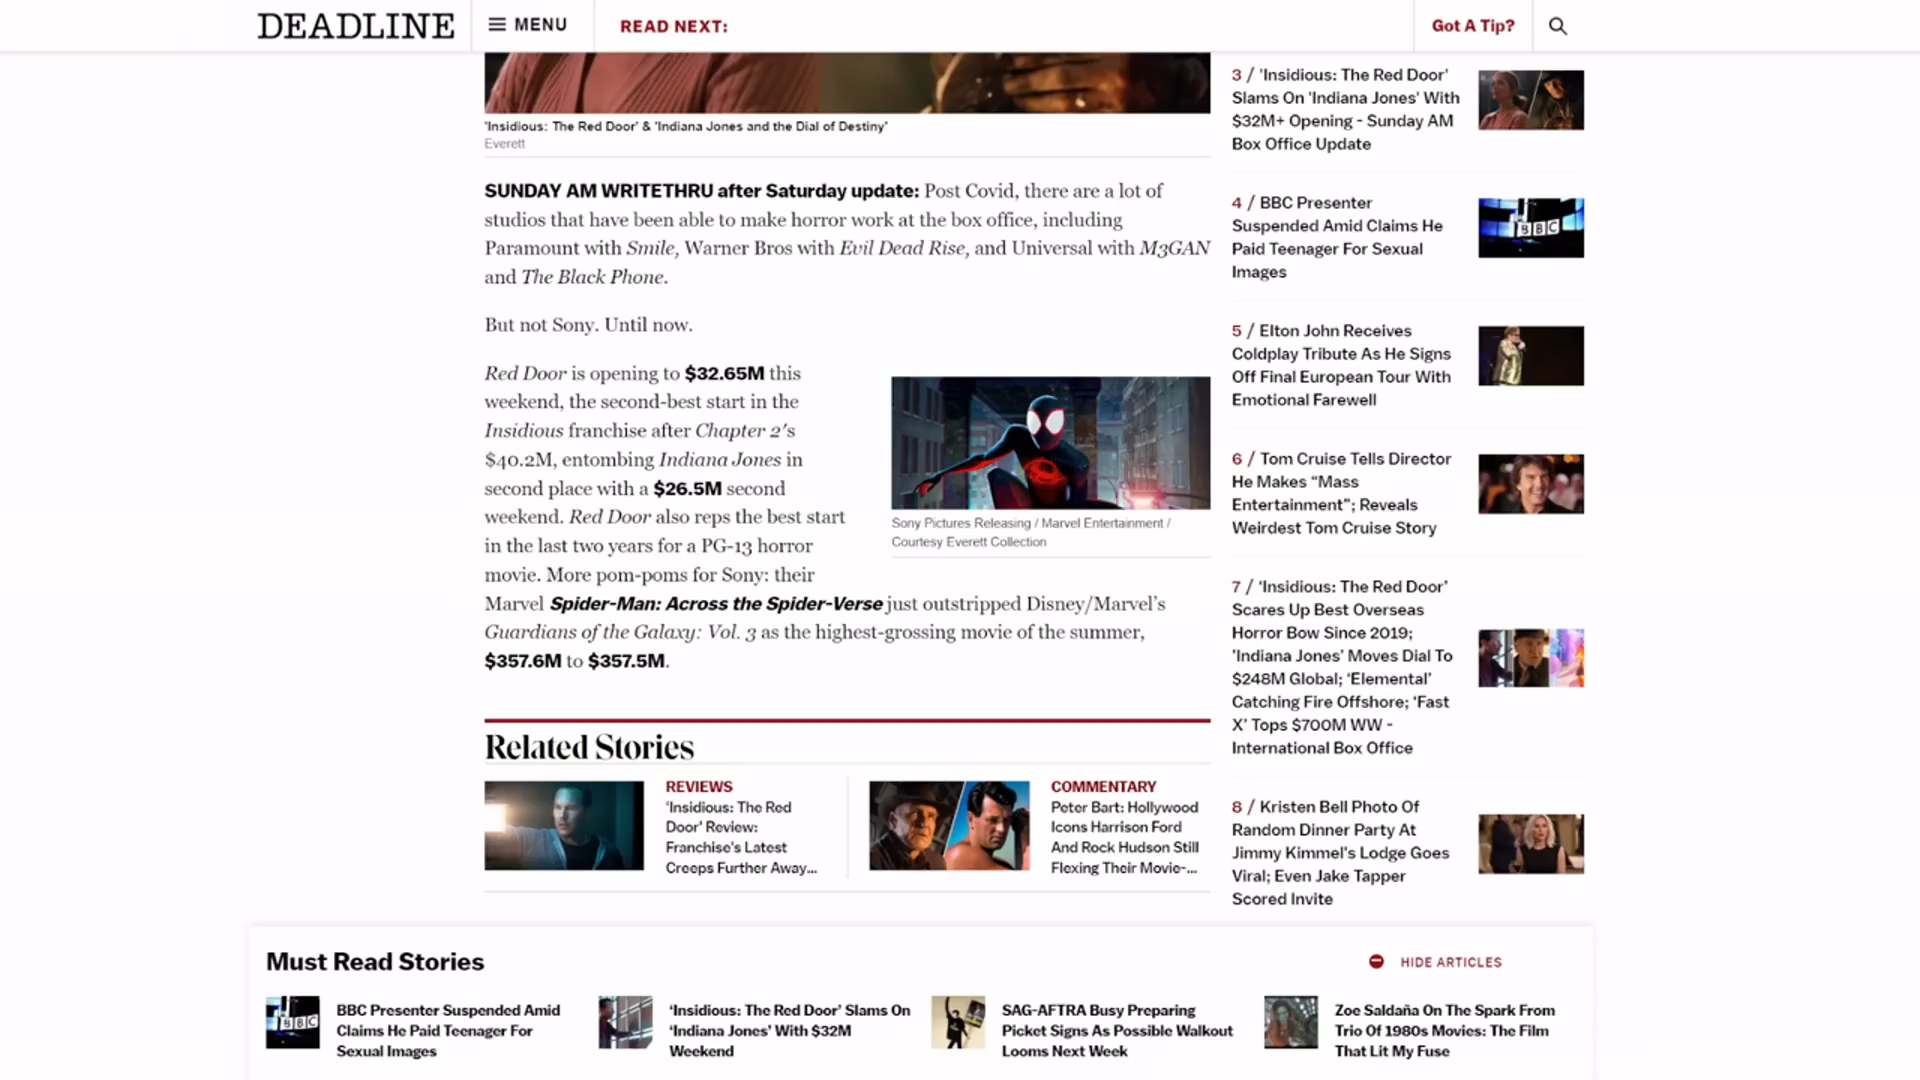 DEADLINE
MENU
READ NEXT:
Got A Tip?
'Insidious: The Red Door' & 'Indiana Jones and the Dial of Destiny'
Everett
SUNDAY AM WRITETHRU after Saturday update: Post Covid, there are a lot of
studios that have been able to make horror work at the box office, including
Paramount with Smile, Warner Bros with Evil Dead Rise, and Universal with M3GAN
and The Black Phone.
But not Sony. Until now.
Red Door is opening to $32.65M this
weekend, the second-best start in the
Insidious franchise after Chapter 2's
$40.2M, entombing Indiana Jones in
second place with a $26.5M second
weekend. Red Door also reps the best start
in the last two years for a PG-13 horror
movie. More pom-poms for Sony: their
Marvel Spider-Man: Across the Spider-Verse just outstripped Disney/Marvel's
Guardians of the Galaxy: Vol. 3 as the highest-grossing movie of the summer,
$357.6M to $357.5M.
Sony Pictures Releasing / Marvel Entertainment /
Courtesy Everett Collection
Related Stories
REVIEWS
'Insidious: The Red
Door' Review:
Franchise's Latest
Creeps Further Away...
COMMENTARY
Peter Bart: Hollywood
Icons Harrison Ford
And Rock Hudson Still
Flexing Their Movie-...
3 / 'Insidious: The Red Door'
Slams On 'Indiana Jones' With
$32M+ Opening - Sunday AM
Box Office Update
4 / BBC Presenter
Suspended Amid Claims He
Paid Teenager For Sexual
Images
BBC
5 / Elton John Receives
Coldplay Tribute As He Signs
Off Final European Tour With
Emotional Farewell
6 / Tom Cruise Tells Director
He Makes “Mass
Entertainment”; Reveals
Weirdest Tom Cruise Story
7 / ‘Insidious: The Red Door’
Scares Up Best Overseas
Horror Bow Since 2019;
'Indiana Jones' Moves Dial To
$248M Global; ‘Elemental’
Catching Fire Offshore; ‘Fast
X’ Tops $700M WW -
International Box Office
8 / Kristen Bell Photo Of
Random Dinner Party At
Jimmy Kimmel's Lodge Goes
Viral; Even Jake Tapper
Scored Invite
Must Read Stories
HIDE ARTICLES
BBC
BBC Presenter Suspended Amid
Claims He Paid Teenager For
Sexual Images
‘Insidious: The Red Door’ Slams On
‘Indiana Jones’ With $32M
Weekend
SAG-AFTRA Busy Preparing
Picket Signs As Possible Walkout
Looms Next Week
Zoe Saldaña On The Spark From
Trio Of 1980s Movies: The Film
That Lit My Fuse